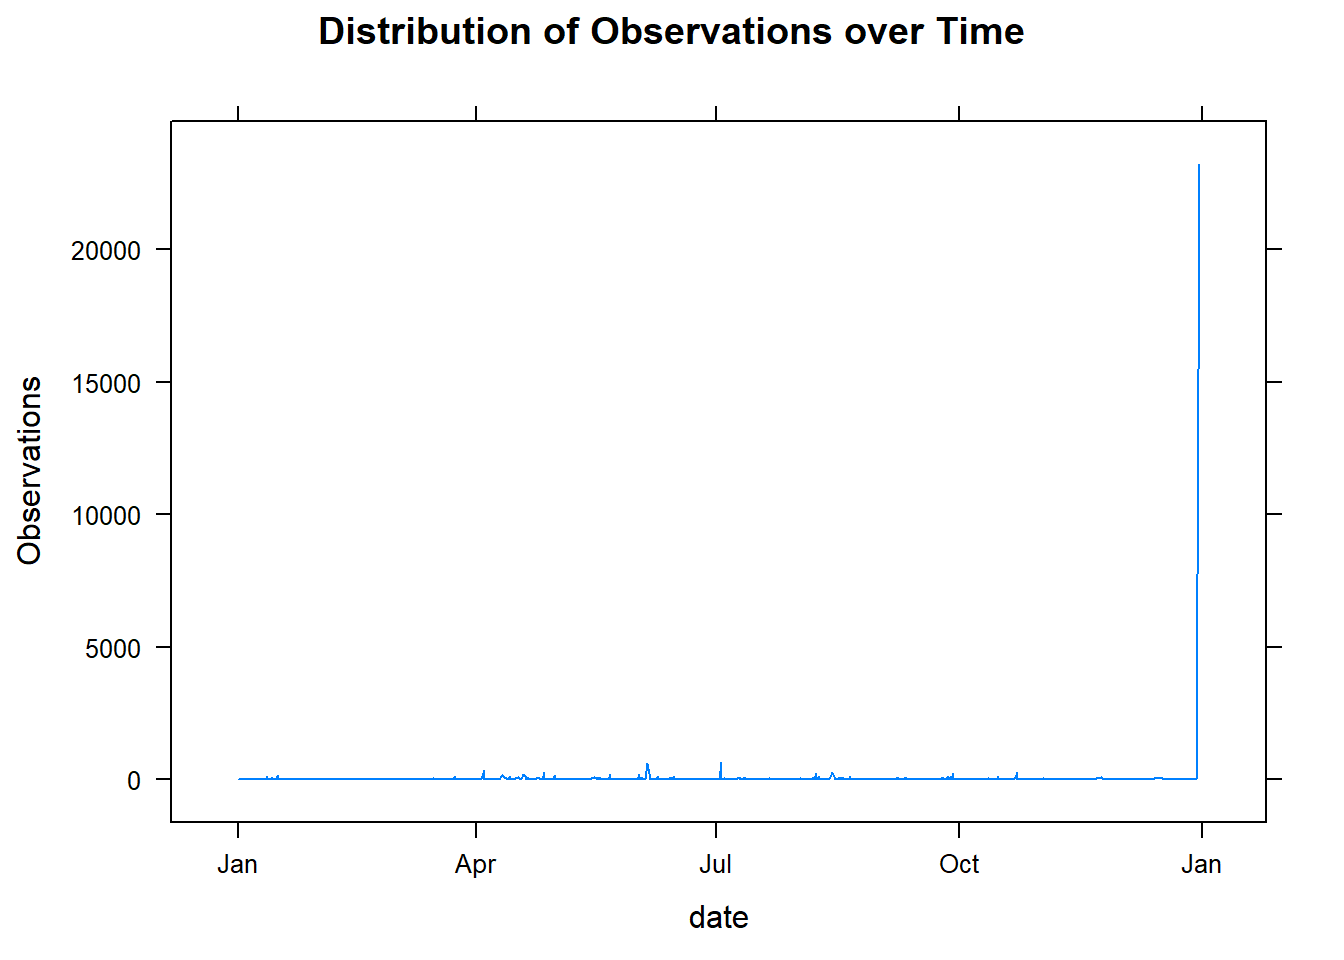 Distribution of Observations over Time
20000
15000
10000
5000
0
Observations
Jan Apr Jul Oct Jan
date